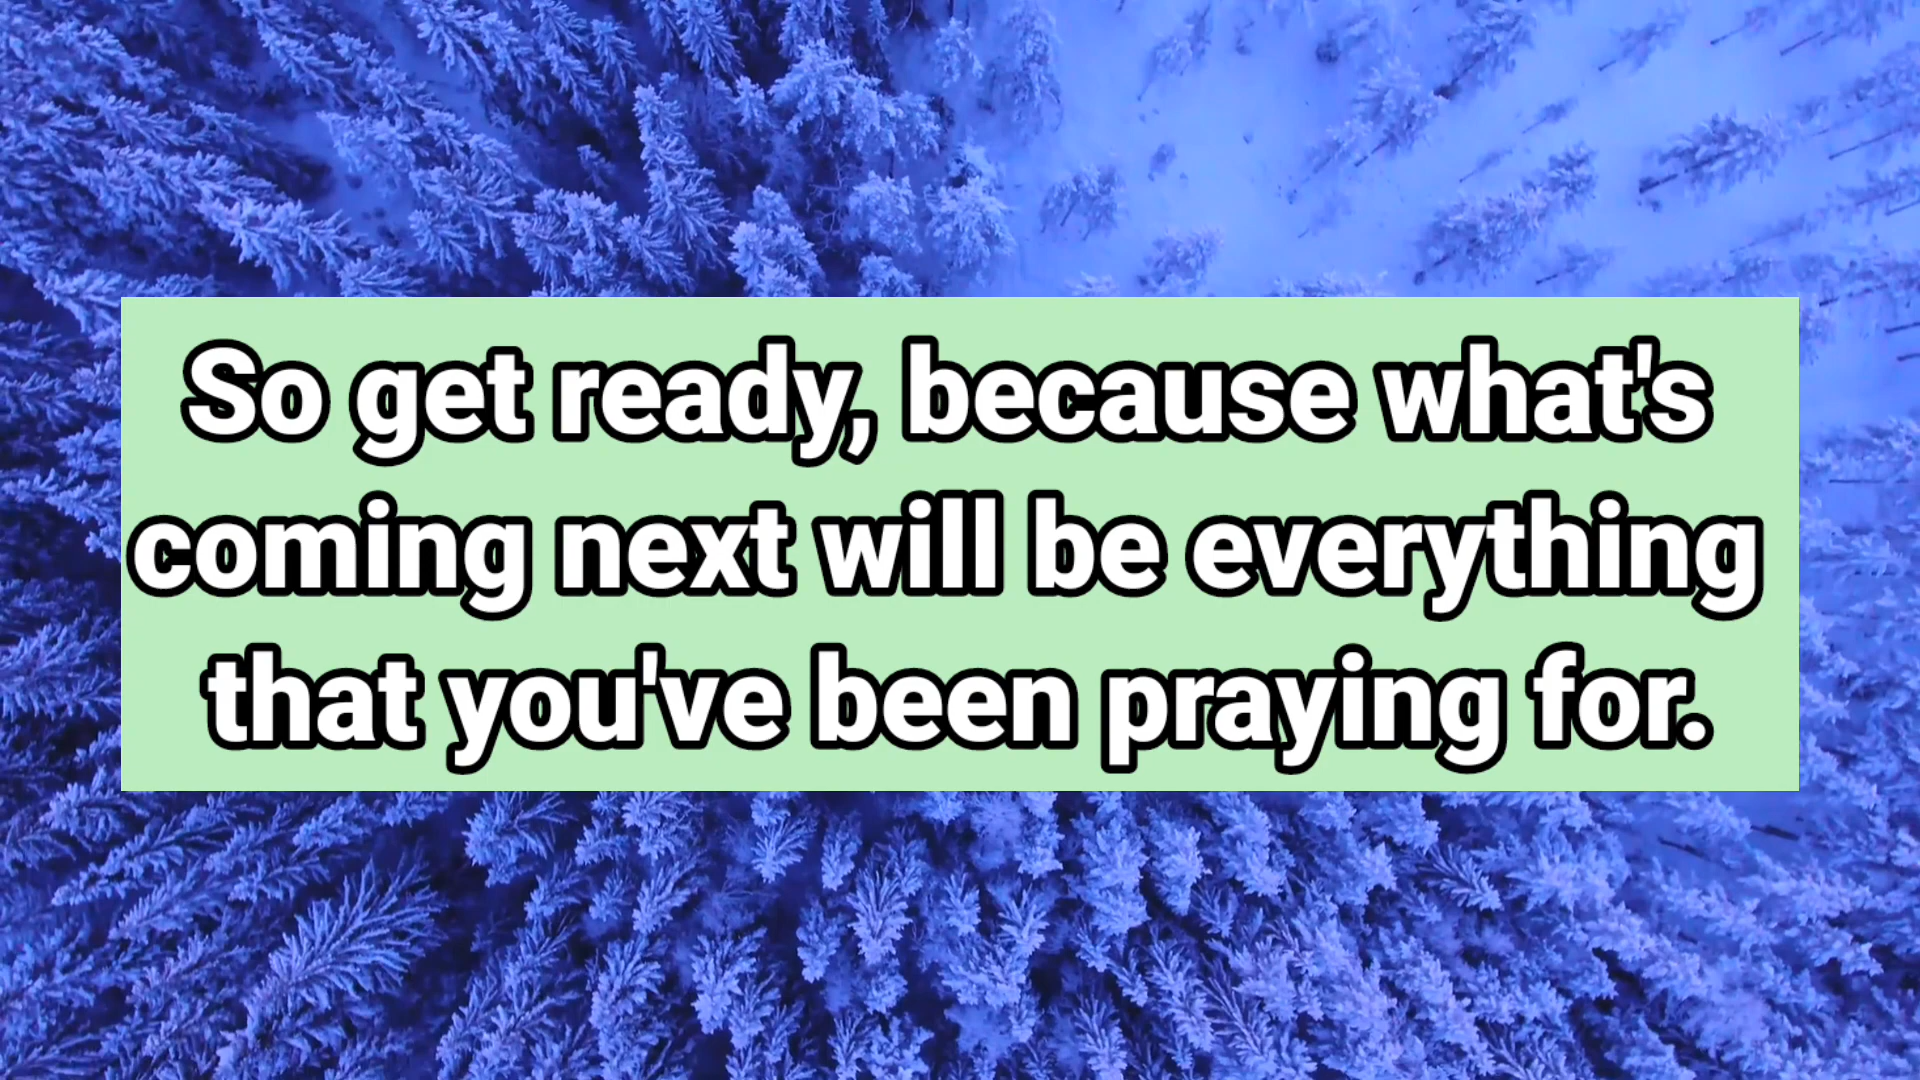 So get ready, because what's
coming next will be everything
that you've been praying for.